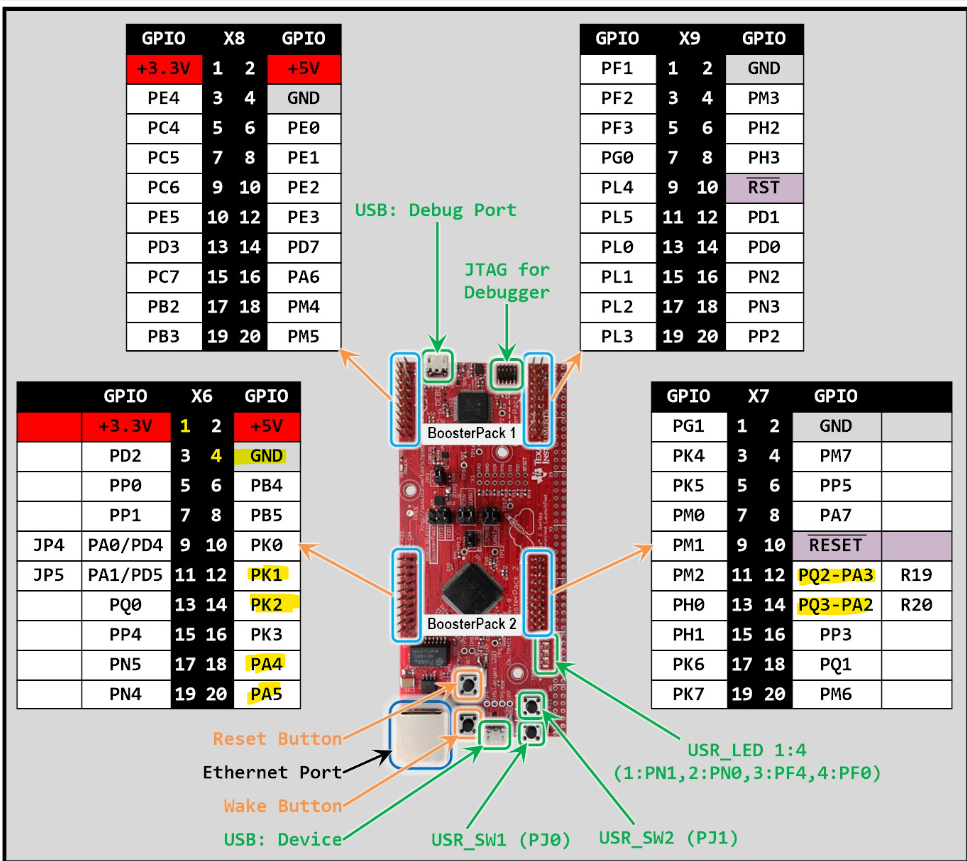 GPIO X8 GPIO
+3.3V 1 2 +5V
PE4 3 4 GND
PC4 5 6 PE0
PC5 7 8 PE1
PC6 9 10 PE2
PE5 10 12 PE3
PD3 13 14 PD7
PC7 15 16 PA6
PB2 17 18 PM4
PB3 19 20 PM5
GPIO X9 GPIO
PF1 1 2 GND
PF2 3 4 PM3
PF3 5 6 PH2
PG0 7 8 PH3
PL4 9 10 RST
PL5 11 12 PD1
PL0 13 14 PD0
PL1 15 16 PN2
PL2 17 18 PN3
PL3 19 20 PP2
USB: Debug Port
JTAG for
Debugger
BoosterPack 1
GPIO X6 GPIO
+3.3V 1 2 +5V
PD2 3 4 GND
PP0 5 6 PB4
PP1 7 8 PB5
JP4 PA0/PD4 9 10 PK0
JP5 PA1/PD5 11 12 PK1
PQ0 13 14 PK2
PP4 15 16 PK3
PN5 17 18 PA4
PN4 19 20 PA5
GPIO X7 GPIO
PG1 1 2 GND
PK4 3 4 PM7
PK5 5 6 PP5
PM0 7 8 PA7
PM1 9 10 RESET
PM2 11 12 PQ2-PA3 R19
PH0 13 14 PQ3-PA2 R20
PH1 15 16 PP3
PK6 17 18 PQ1
PK7 19 20 PM6
BoosterPack 2
Reset Button
Ethernet Port
Wake Button
USB: Device
USR_SW1 (PJ0)
USR_SW2 (PJ1)
USR_LED 1:4
(1:PN1,2:PN0,3:PF4,4:PF0)